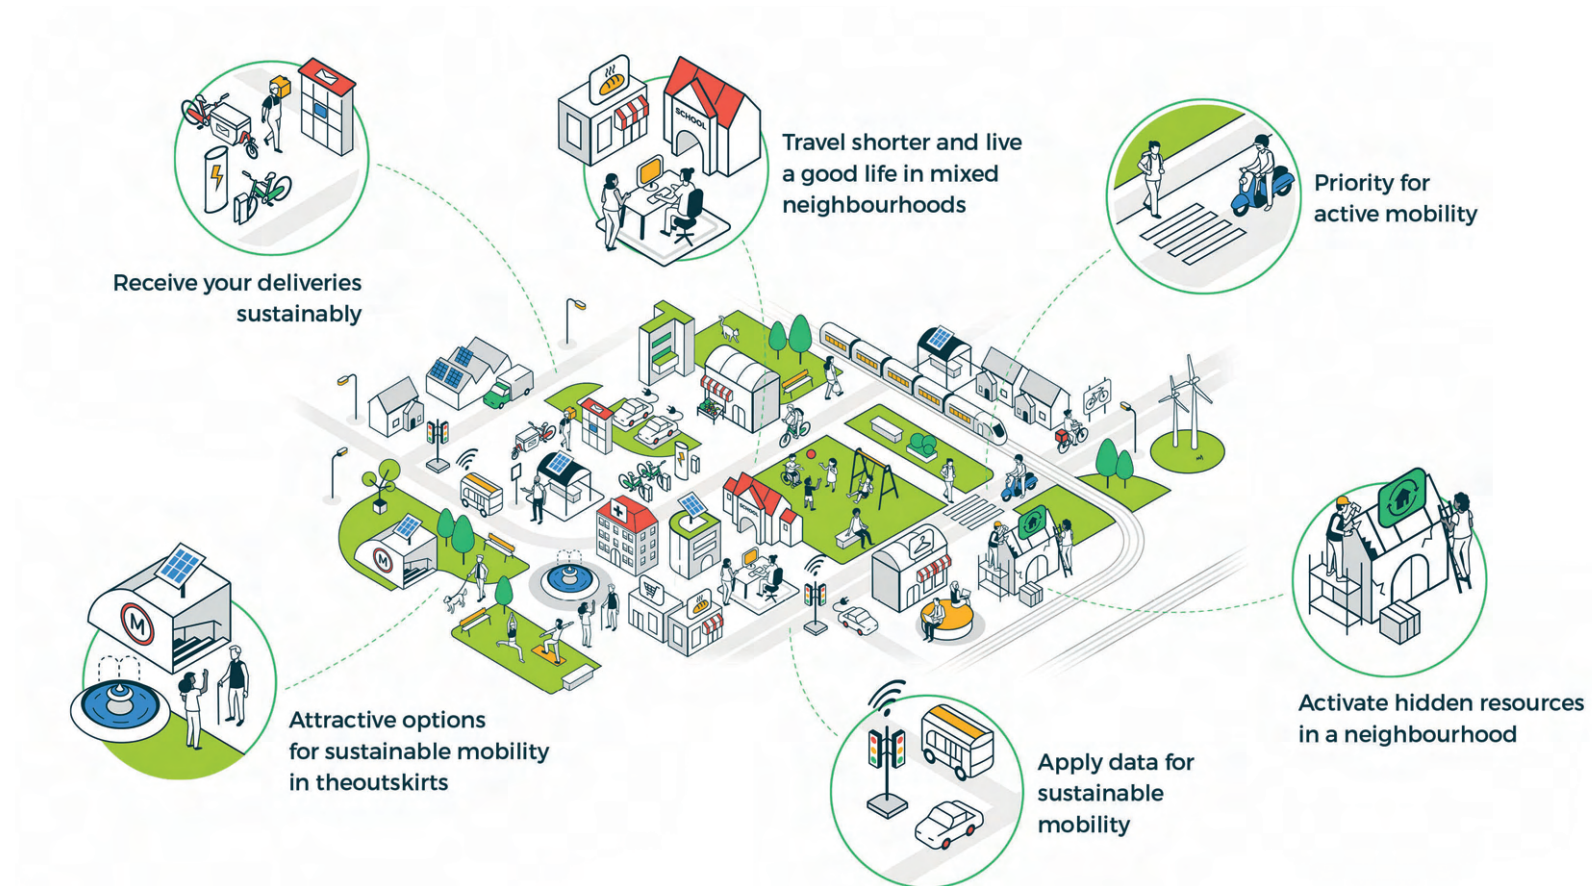 SCHOOL
Travel shorter and live
a good life in mixed
neighbourhoods
Priority for
active mobility
Receive your deliveries
sustainably
SCHOOL
M
M
Attractive options
for sustainable mobility
in theoutskirts
Activate hidden resources
in a neighbourhood
Apply data for
sustainable
mobility